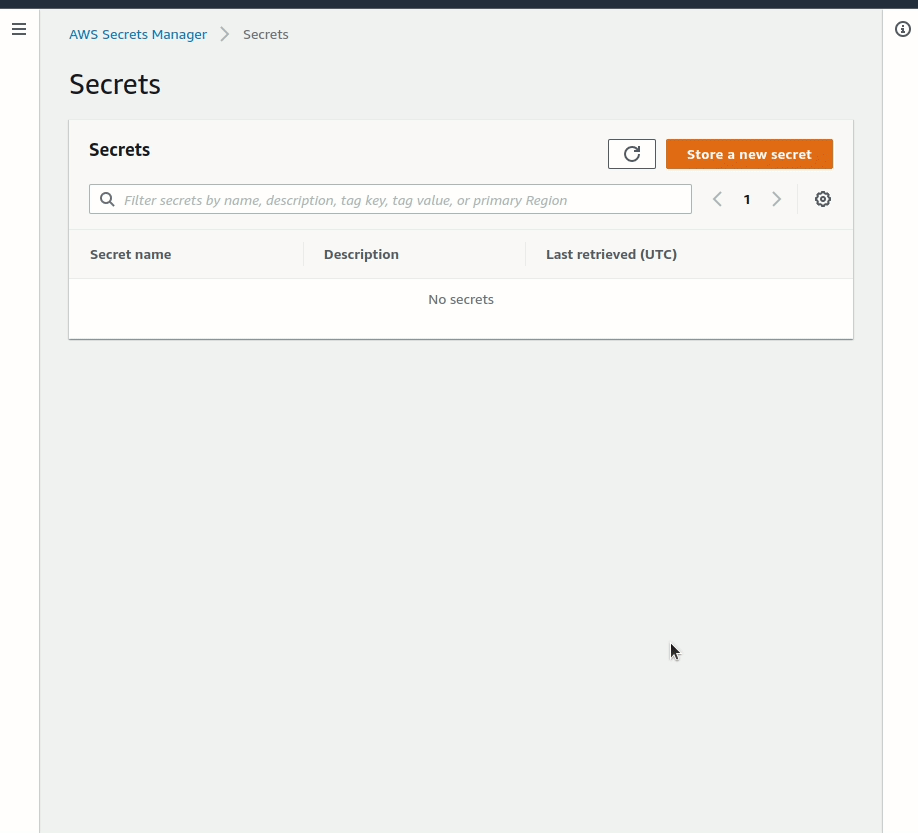 AWS Secrets Manager > Secrets
Secrets
Secrets
Store a new secret
Filter secrets by name, description, tag key, tag value, or primary Region
1
Secret name Description Last retrieved (UTC)
No secrets